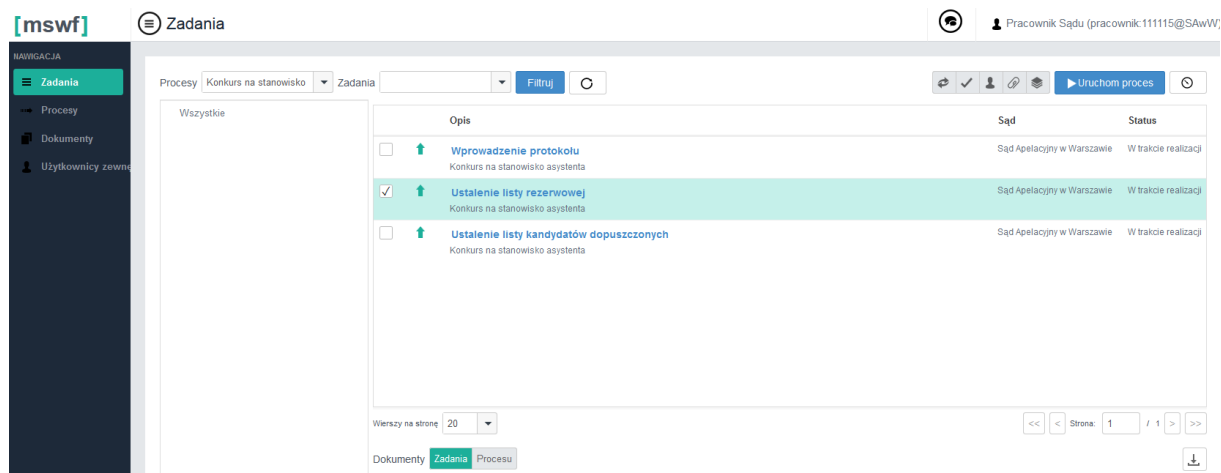 [mswf]
Zadania
Pracownik Sądu (pracownik.111115@SAwW)
NAWIGACJA
Zadania
Procesy
Dokumenty
Użytkownicy zewnę
Procesy Konkurs na stanowisko Zadania Filtruj Uruchom proces
Wszystkie
Opis Sąd Status
Wprowadzenie protokołu Sąd Apelacyjny w Warszawie W trakcie realizacji
Konkurs na stanowisko asystenta
Ustalenie listy rezerwowej Sąd Apelacyjny w Warszawie W trakcie realizacji
Konkurs na stanowisko asystenta
Ustalenie listy kandydatów dopuszczonych Sąd Apelacyjny w Warszawie W trakcie realizacji
Konkurs na stanowisko asystenta
Wierszy na stronę 20 << < Strona: 1 / 1 > >>
Dokumenty Zadania Procesu